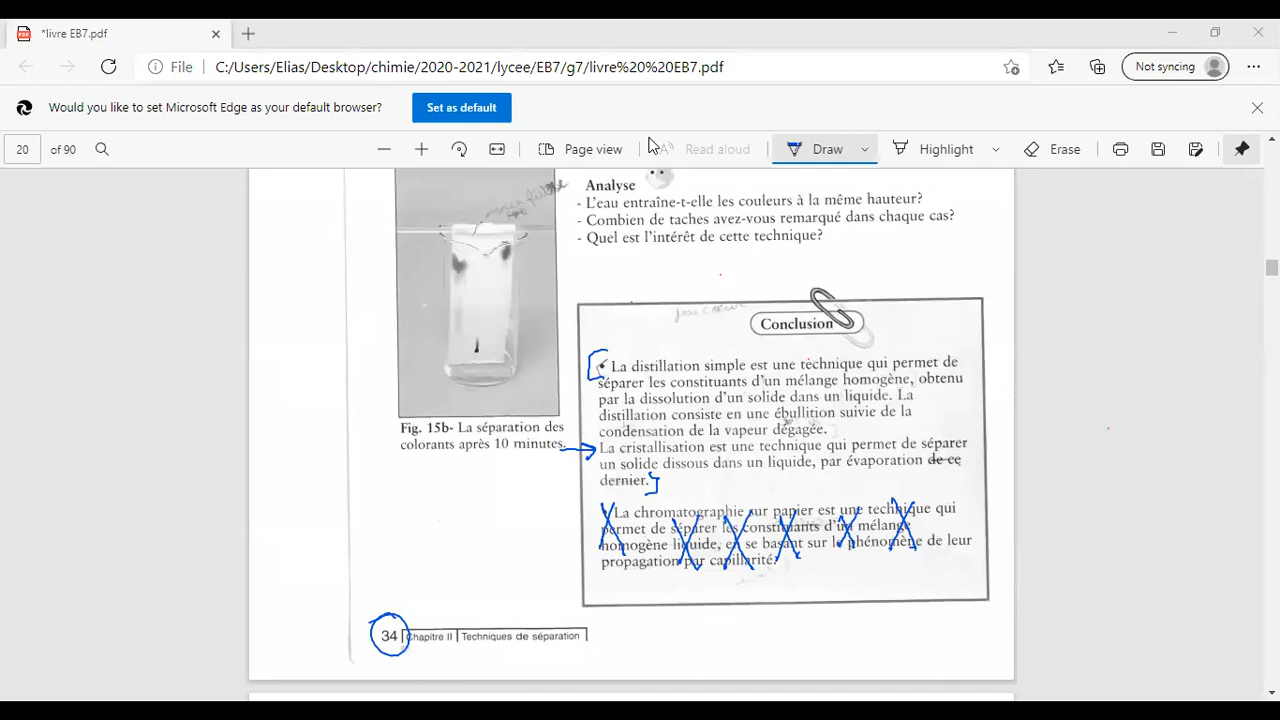 *livre EB7.pdf
File
C:/Users/Elias/Desktop/chimie/2020-2021/lycee/EB7/g7/livre%20%20EB7.pdf
Not syncing
Would you like to set Microsoft Edge as your default browser?
Set as default
20 of 90
Page view
Read aloud
Draw
Highlight
Erase
Analyse
- L'eau entraîne-t-elle les couleurs à la même hauteur?
- Combien de taches avez-vous remarqué dans chaque cas?
- Quel est l'intérêt de cette technique?
Fig. 15b- La séparation des
colorants après 10 minutes.
par coeur
Conclusion
• La distillation simple est une technique qui permet de
séparer les constituants d'un mélange homogène, obtenu
par la dissolution d'un solide dans un liquide. La
distillation consiste en une ébullition suivie de la
condensation de la vapeur dégagée.
La cristallisation est une technique qui permet de séparer
un solide dissous dans un liquide, par évaporation de ce
dernier.
• La chromatographie sur papier est une technique qui
permet de séparer les constituants d'un mélange
homogène liquide, en se basant sur le phénomène de leur
propagation par capillarité.
34 Chapitre II Techniques de séparation